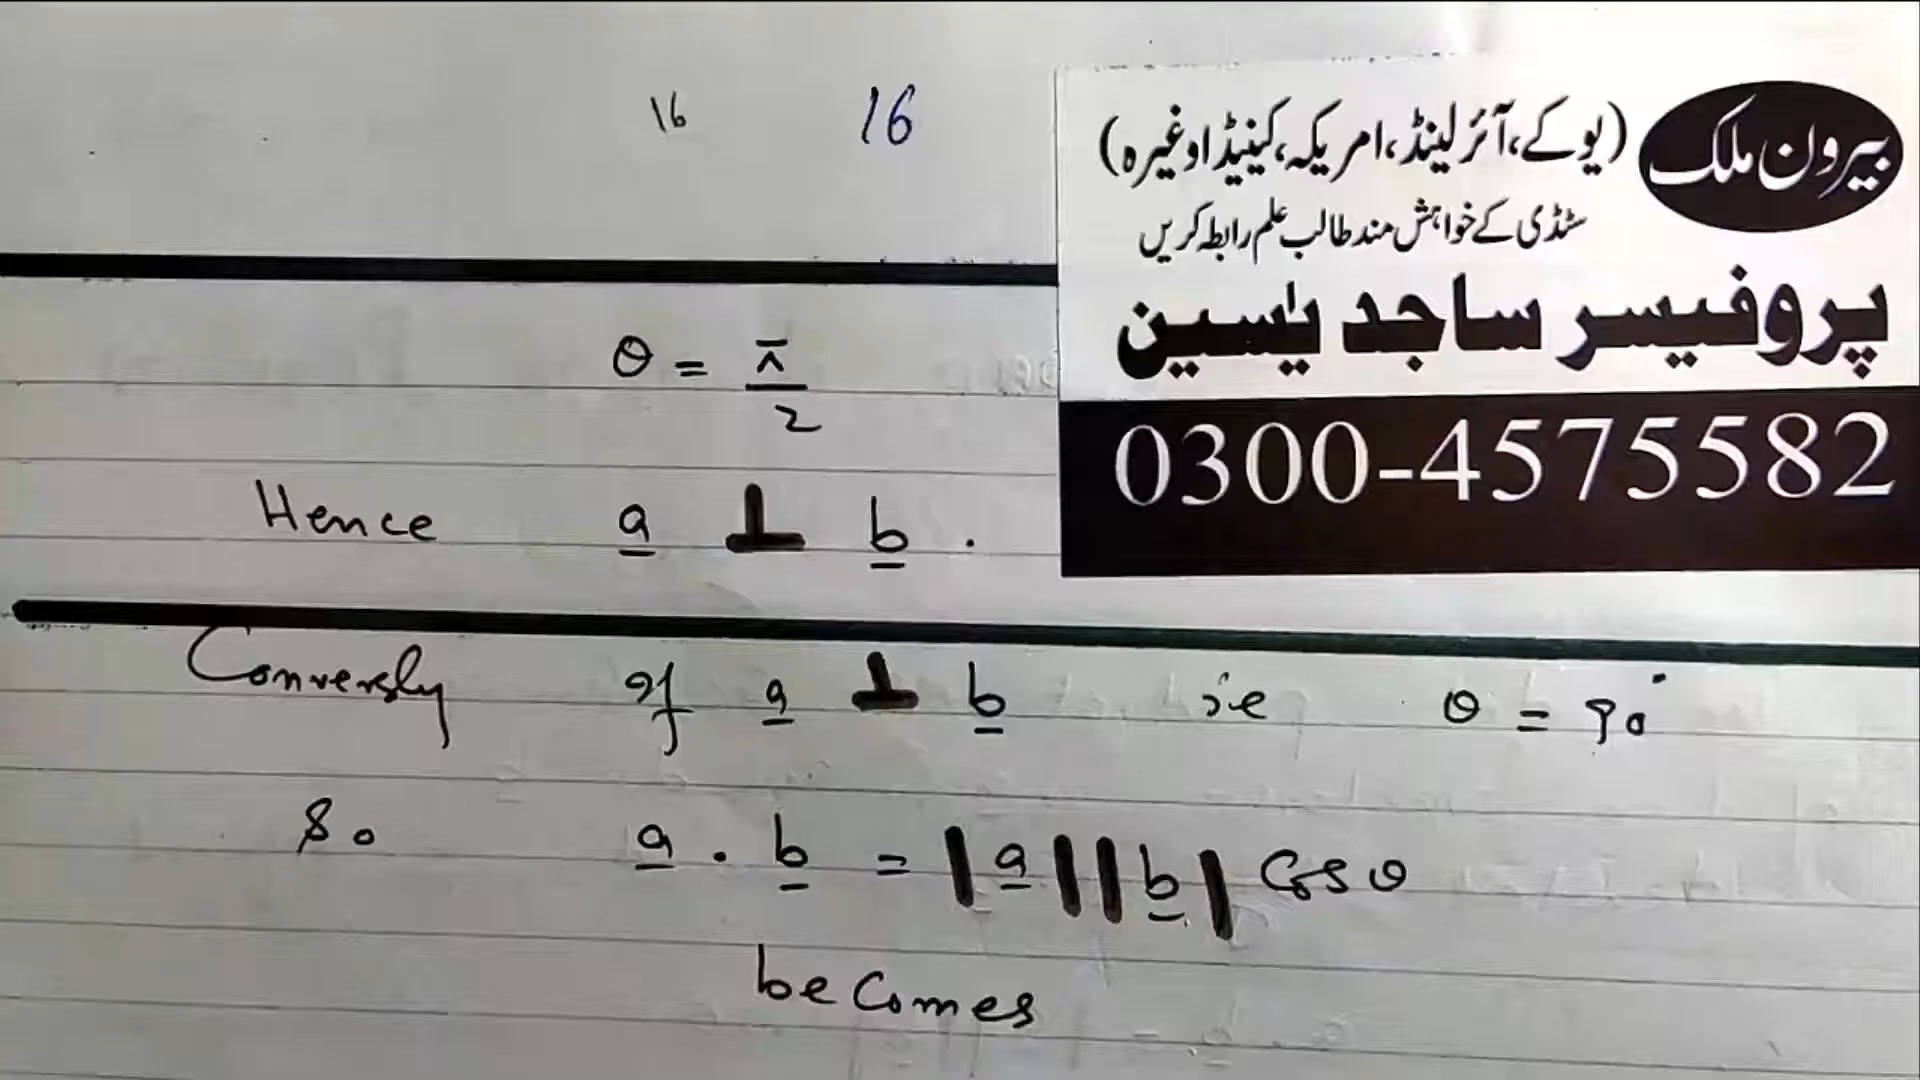 16 16
(یوکے،آئرلینڈ،امریکہ،کینیڈا وغیرہ) بیرون ملک
سٹڈی کے خواہش مند طالب علم رابطہ کریں
پروفیسر ساجد یٰسین
0300-4575582
θ = π/2
Hence a ⊥ b .
Conversly if a ⊥ b ie θ = 90°
So a . b = |a||b| Cos θ
becomes